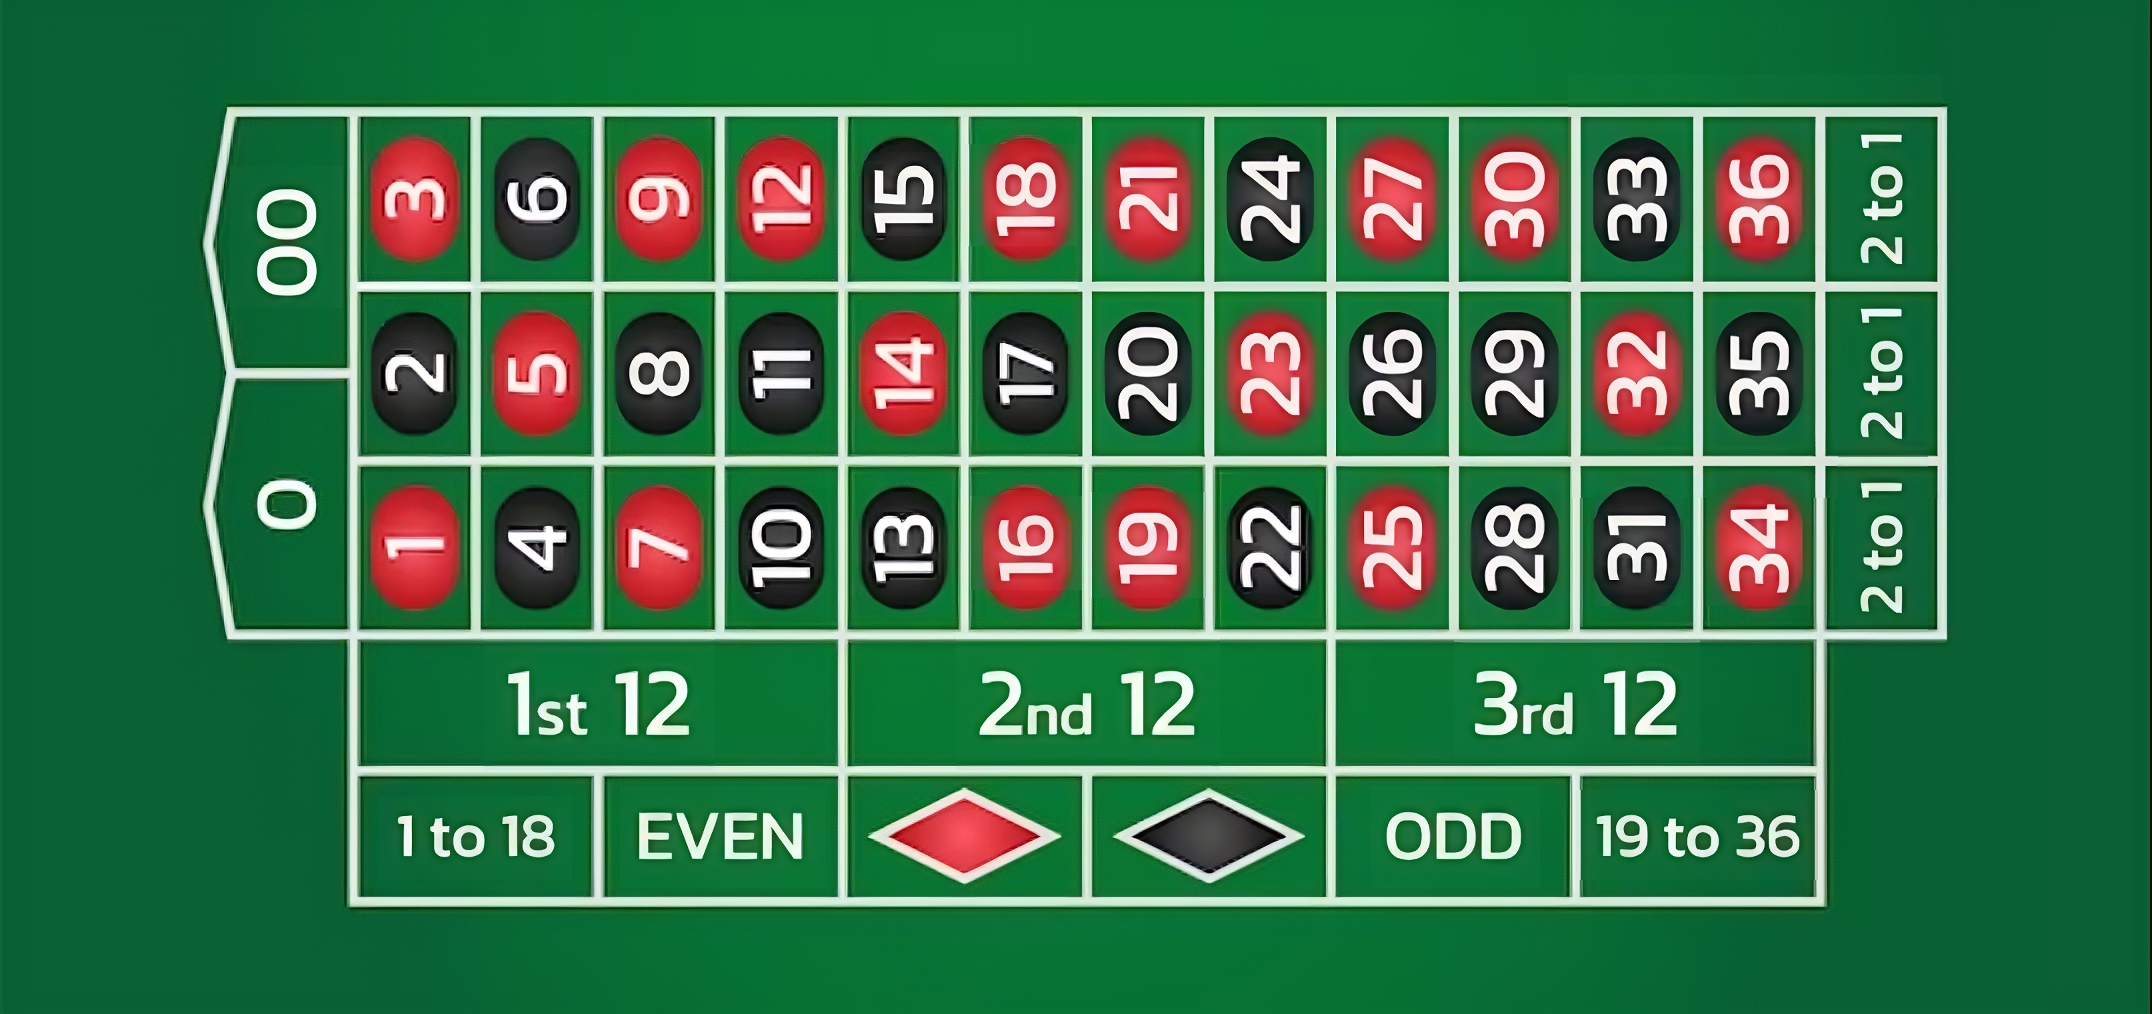 00 3 6 9 12 15 18 21 24 27 30 33 36 2 to 1
2 5 8 11 14 17 20 23 26 29 32 35 2 to 1
0 1 4 7 10 13 16 19 22 25 28 31 34 2 to 1
1st 12 2nd 12 3rd 12
1 to 18 EVEN ODD 19 to 36